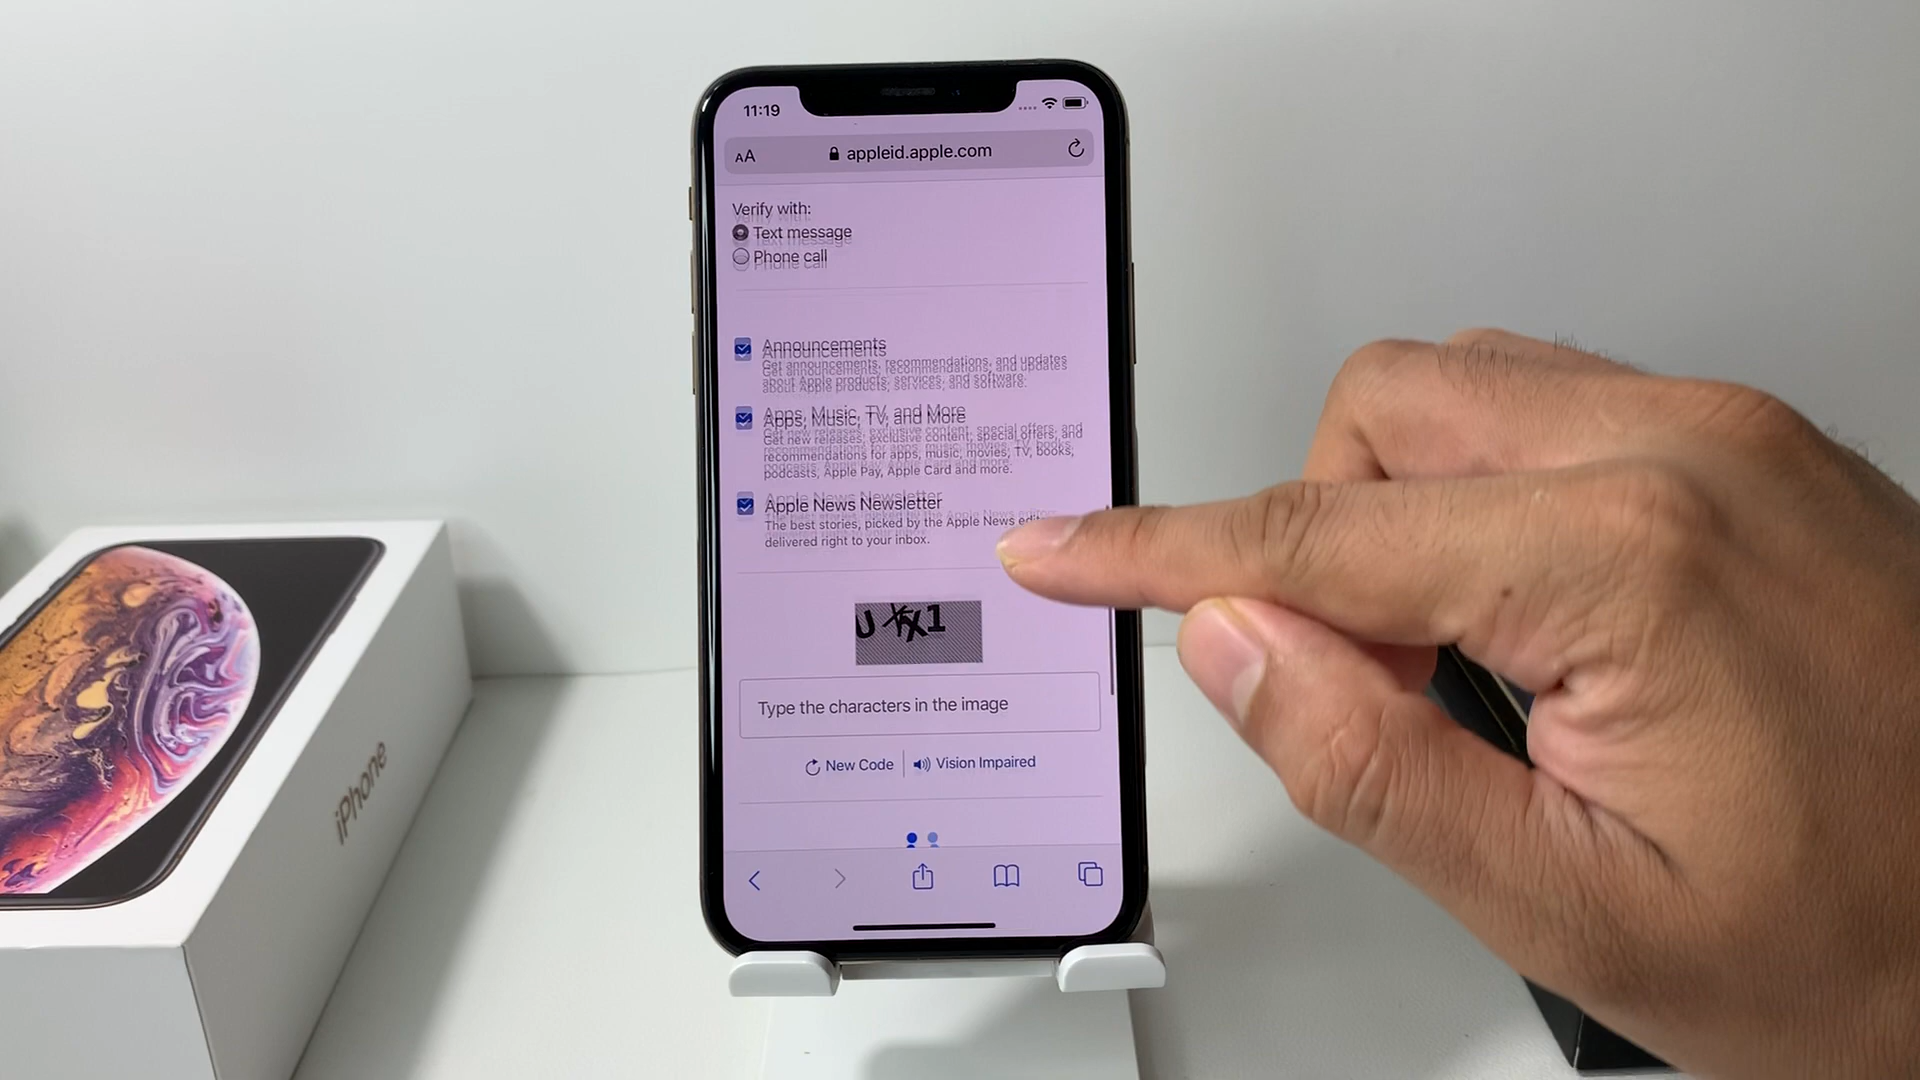 11:19
AA appleid.apple.com
Verify with:
Text message
Phone call
Announcements
Get announcements, recommendations, and updates
about Apple products, services, and software.
Apps, Music, TV, and More
Get new releases, exclusive content, special offers, and
recommendations for apps, music, movies, TV, books,
podcasts, Apple Pay, Apple Card and more.
Apple News Newsletter
The best stories, picked by the Apple News
delivered right to your inbox.
Type the characters in the image
New Code
Vision Impaired
iPhone